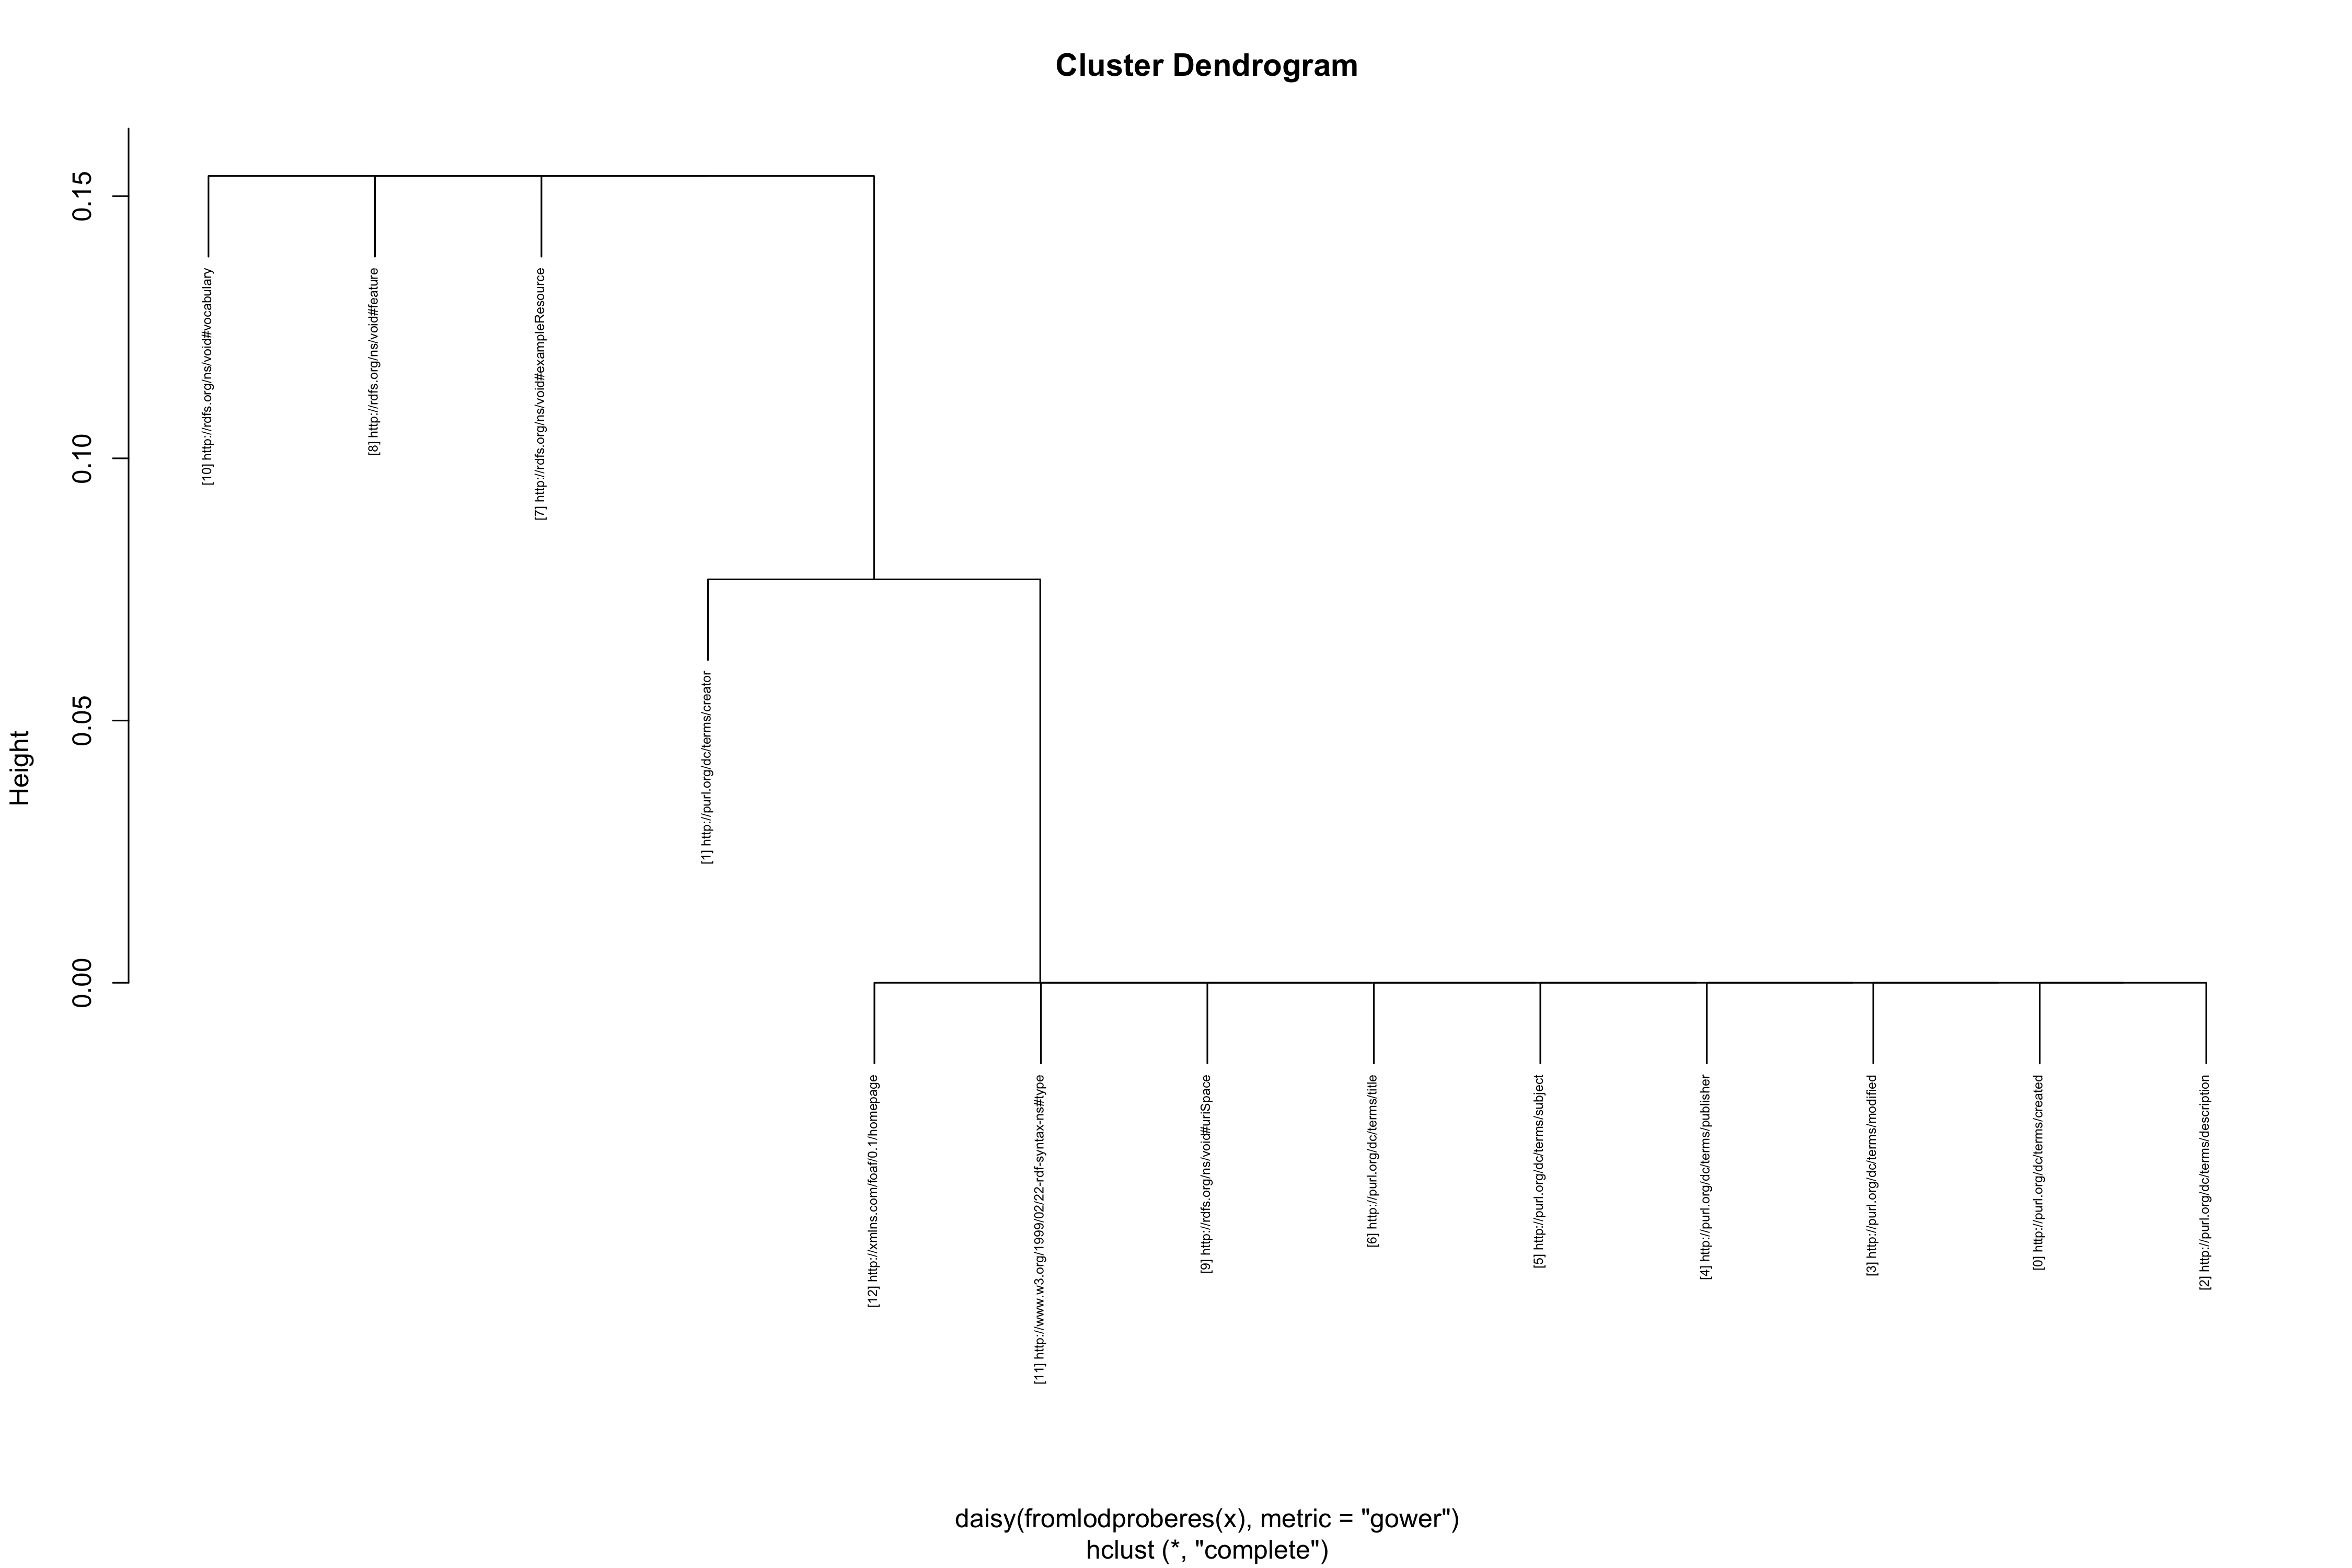 Cluster Dendrogram
Height
0.15
0.10
0.05
0.00
[10] http://rdfs.org/ns/void#vocabulary
[8] http://rdfs.org/ns/void#feature
[7] http://rdfs.org/ns/void#exampleResource
[1] http://purl.org/dc/terms/creator
[12] http://xmlns.com/foaf/0.1/homepage
[11] http://www.w3.org/1999/02/22-rdf-syntax-ns#type
[9] http://rdfs.org/ns/void#uriSpace
[6] http://purl.org/dc/terms/title
[5] http://purl.org/dc/terms/subject
[4] http://purl.org/dc/terms/publisher
[3] http://purl.org/dc/terms/modified
[0] http://purl.org/dc/terms/created
[2] http://purl.org/dc/terms/description
daisy(fromlodproberes(x), metric = "gower")
hclust (*, "complete")